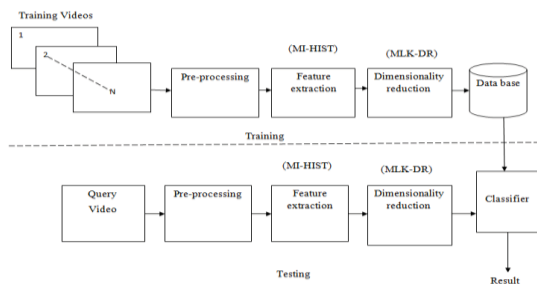 Training Videos
1
2
N
(MI-HIST)
(MLK-DR)
Pre-processing
Feature
extraction
Dimensionality
reduction
Data base
Training
(MI-HIST)
(MLK-DR)
Query
Video
Pre-processing
Feature
extraction
Dimensionality
reduction
Classifier
Testing
Result